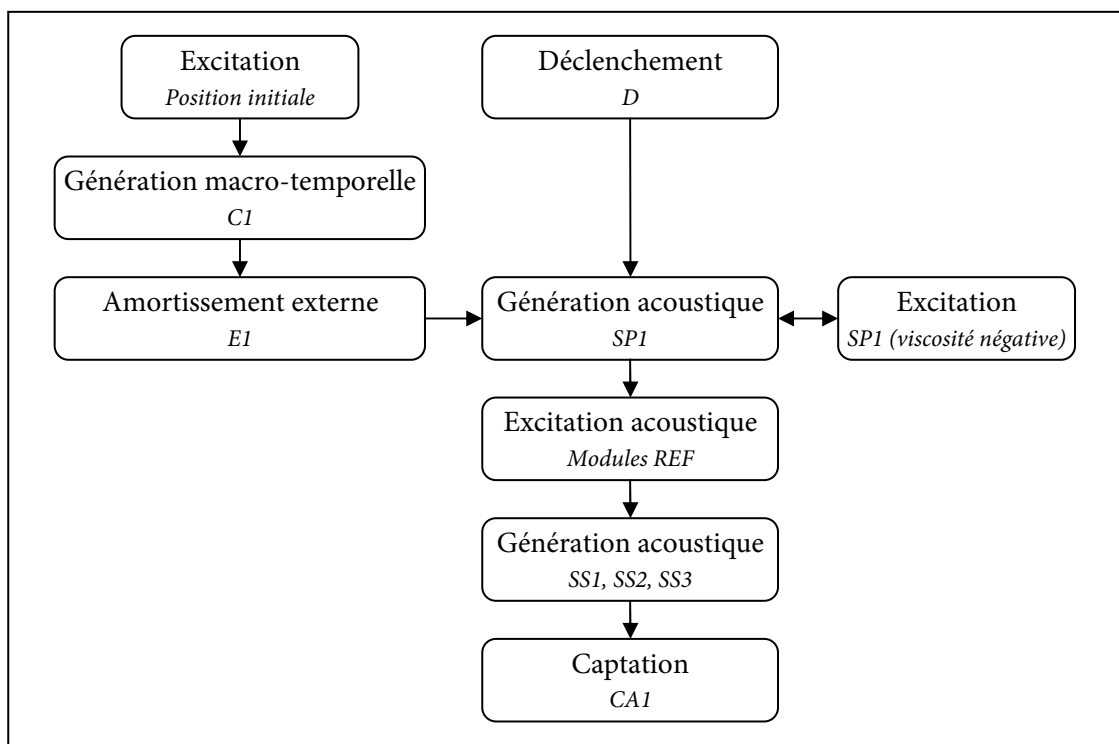 Excitation
Position initiale
Déclenchement
D
Génération macro-temporelle
C1
Amortissement externe
E1
Génération acoustique
SP1
Excitation
SP1 (viscosité négative)
Excitation acoustique
Modules REF
Génération acoustique
SS1, SS2, SS3
Captation
CA1